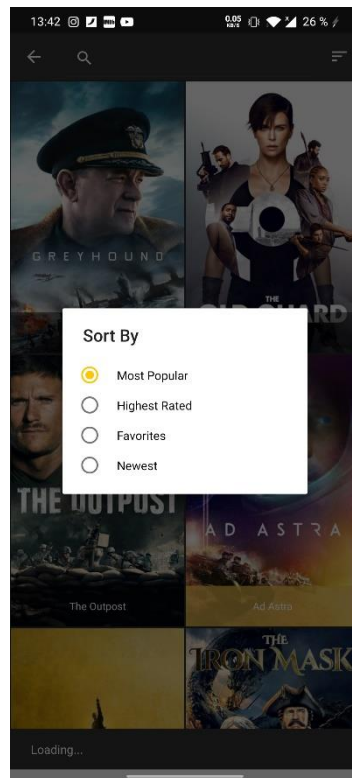 13:42 0.05 KB/S 26 %
GREYHOUND
THE
OLD GUARD
Sort By
Most Popular
Highest Rated
Favorites
Newest
THE OUTPOST
AD ASTRA
The Outpost
Ad Astra
THE
IRON MASK
Loading...